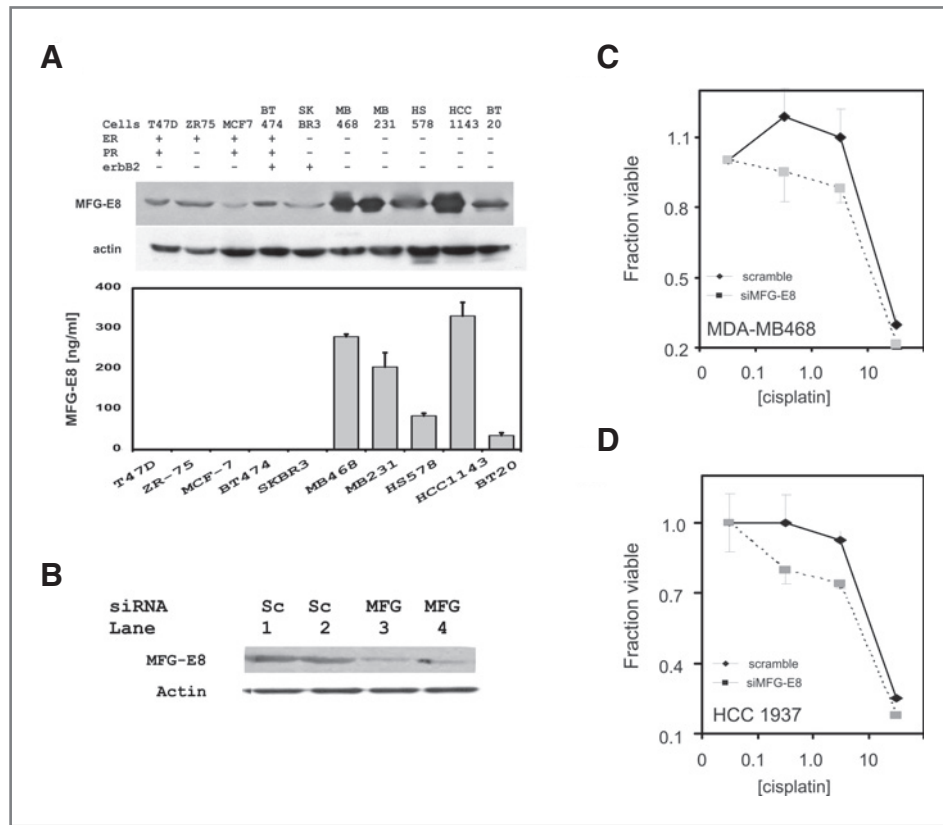 A
BT SK MB MB HS HCC BT
Cells T47D ZR75 MCF7 474 BR3 468 231 578 1143 20
ER + + + + - - - - - -
PR + - + + - - - - - -
erbB2 - - - + + - - - - -
MFG-E8
actin
MFG-E8 [ng/ml]
400
300
200
100
0
T47D ZR-75 MCF-7 BT474 SKBR3 MB468 MB231 HS578 HCC1143 BT20
B
siRNA Sc Sc MFG MFG
Lane 1 2 3 4
MFG-E8
Actin
C
Fraction viable
1.1
0.8
0.5
0.2
scramble
siMFG-E8
MDA-MB468
0 0.1 1.0 10
[cisplatin]
D
Fraction viable
1.0
0.7
0.4
0.1
scramble
siMFG-E8
HCC 1937
0 0.1 1.0 10
[cisplatin]